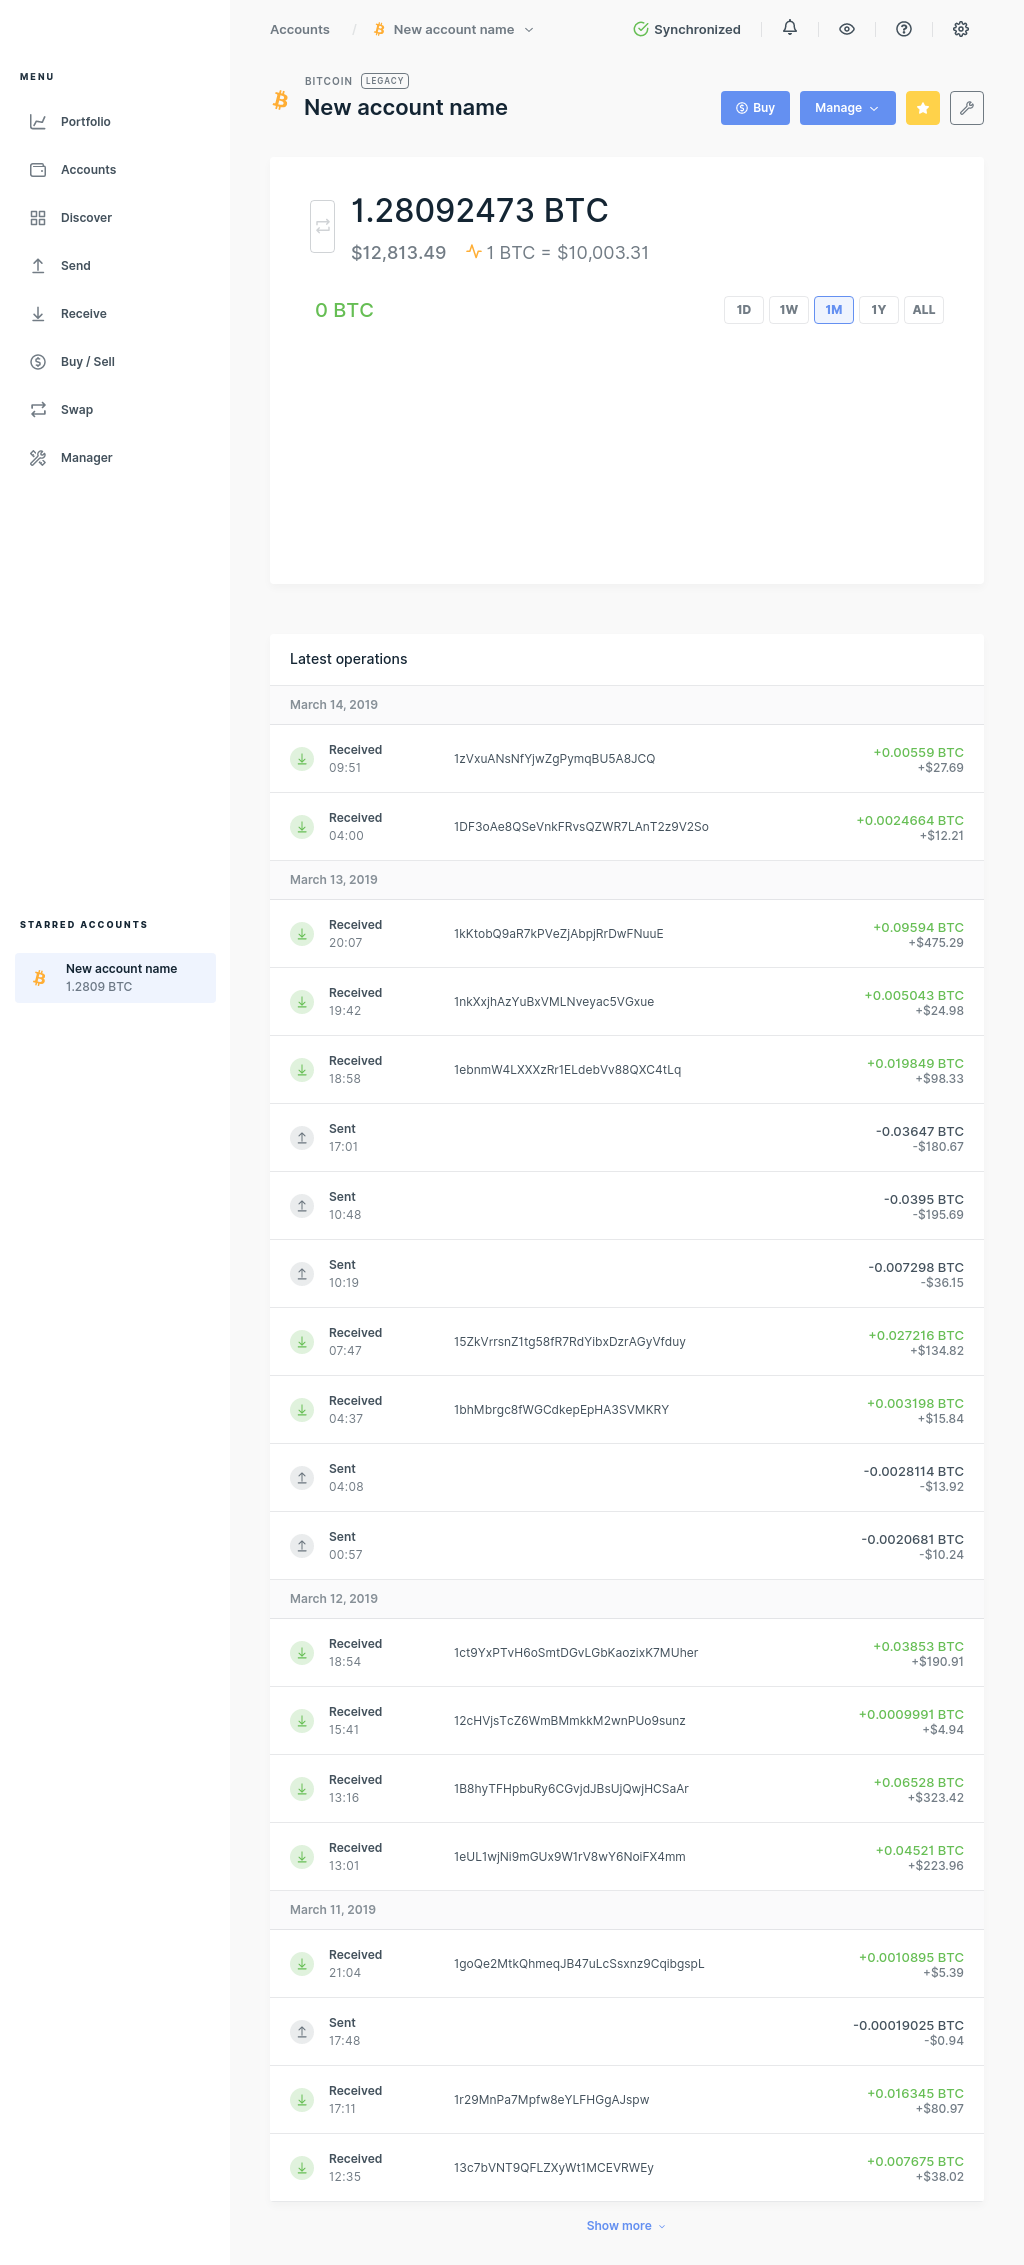 MENU
Portfolio
Accounts
Discover
Send
Receive
Buy / Sell
Swap
Manager
STARRED ACCOUNTS
New account name
1.2809 BTC
Accounts / New account name
Synchronized
BITCOIN LEGACY
New account name
Buy
Manage
1.28092473 BTC
$12,813.49 1 BTC = $10,003.31
0 BTC
1D 1W 1M 1Y ALL
Latest operations
March 14, 2019
Received 1zVxuANsNfYjwZgPymqBU5A8JCQ +0.00559 BTC
09:51 +$27.69
Received 1DF3oAe8QSeVnkFRvsQZWR7LAnT2z9V2So +0.0024664 BTC
04:00 +$12.21
March 13, 2019
Received 1kKtobQ9aR7kPVeZjAbpjRrDwFNuuE +0.09594 BTC
20:07 +$475.29
Received 1nkXxjhAzYuBxVMLNveyac5VGxue +0.005043 BTC
19:42 +$24.98
Received 1ebnmW4LXXXzRr1ELdebVv88QXC4tLq +0.019849 BTC
18:58 +$98.33
Sent -0.03647 BTC
17:01 -$180.67
Sent -0.0395 BTC
10:48 -$195.69
Sent -0.007298 BTC
10:19 -$36.15
Received 15ZkVrrsnZ1tg58fR7RdYibxDzrAGyVfduy +0.027216 BTC
07:47 +$134.82
Received 1bhMbrgc8fWGCdkepEpHA3SVMKRY +0.003198 BTC
04:37 +$15.84
Sent -0.0028114 BTC
04:08 -$13.92
Sent -0.0020681 BTC
00:57 -$10.24
March 12, 2019
Received 1ct9YxPTvH6oSmtDGvLGbKaozixK7MUher +0.03853 BTC
18:54 +$190.91
Received 12cHVjsTcZ6WmBMmkkM2wnPUo9sunz +0.0009991 BTC
15:41 +$4.94
Received 1B8hyTFHpbuRy6CGvjdJBsUjQwjHCSaAr +0.06528 BTC
13:16 +$323.42
Received 1eUL1wjNi9mGUx9W1rV8wY6NoiFX4mm +0.04521 BTC
13:01 +$223.96
March 11, 2019
Received 1goQe2MtkQhmeqJB47uLcSsxnz9CqibgspL +0.0010895 BTC
21:04 +$5.39
Sent -0.00019025 BTC
17:48 -$0.94
Received 1r29MnPa7Mpfw8eYLFHGgAJspw +0.016345 BTC
17:11 +$80.97
Received 13c7bVNT9QFLZXyWt1MCEVRWEy +0.007675 BTC
12:35 +$38.02
Show more